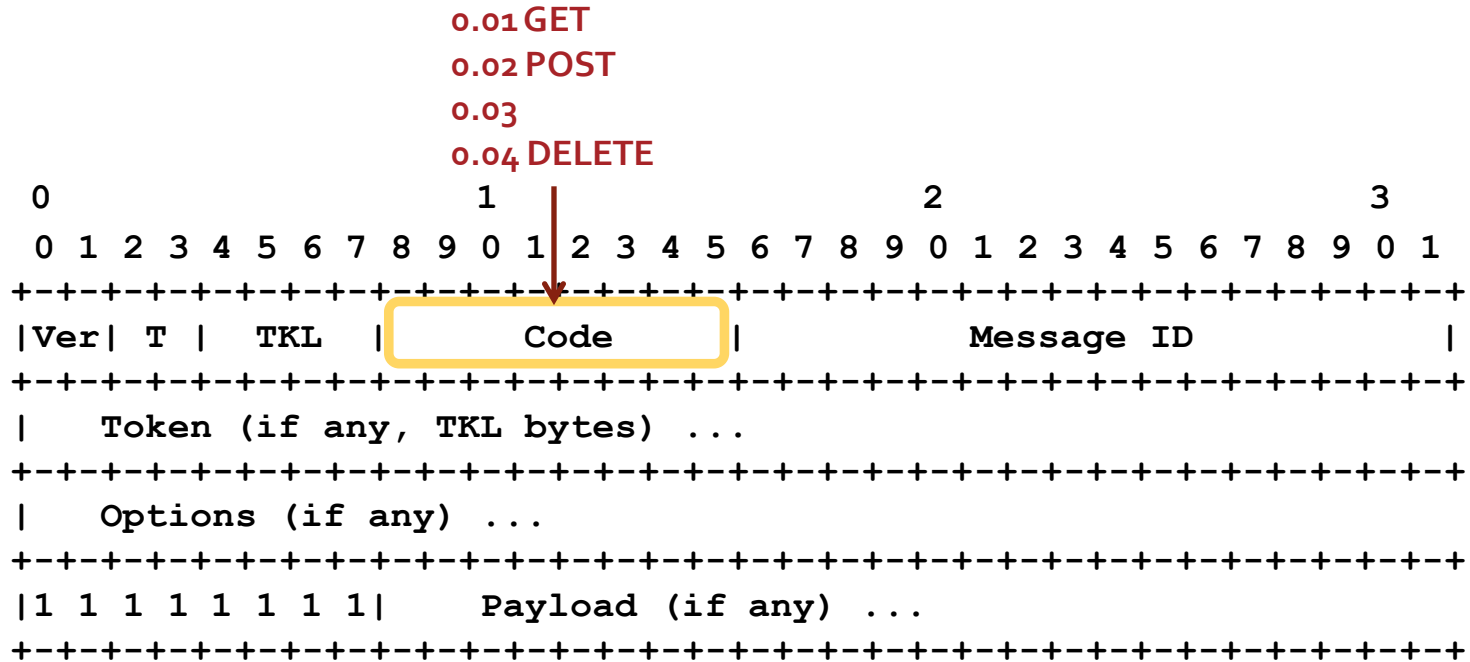 0.01 GET
0.02 POST
0.03
0.04 DELETE
0 1 2 3
0 1 2 3 4 5 6 7 8 9 0 1 2 3 4 5 6 7 8 9 0 1 2 3 4 5 6 7 8 9 0 1
+-+-+-+-+-+-+-+-+-+-+-+-+-+-+-+-+-+-+-+-+-+-+-+-+-+-+-+-+-+-+-+-+
|Ver| T | TKL | Code | Message ID |
+-+-+-+-+-+-+-+-+-+-+-+-+-+-+-+-+-+-+-+-+-+-+-+-+-+-+-+-+-+-+-+-+
| Token (if any, TKL bytes) ...
+-+-+-+-+-+-+-+-+-+-+-+-+-+-+-+-+-+-+-+-+-+-+-+-+-+-+-+-+-+-+-+-+
| Options (if any) ...
+-+-+-+-+-+-+-+-+-+-+-+-+-+-+-+-+-+-+-+-+-+-+-+-+-+-+-+-+-+-+-+-+
|1 1 1 1 1 1 1 1| Payload (if any) ...
+-+-+-+-+-+-+-+-+-+-+-+-+-+-+-+-+-+-+-+-+-+-+-+-+-+-+-+-+-+-+-+-+